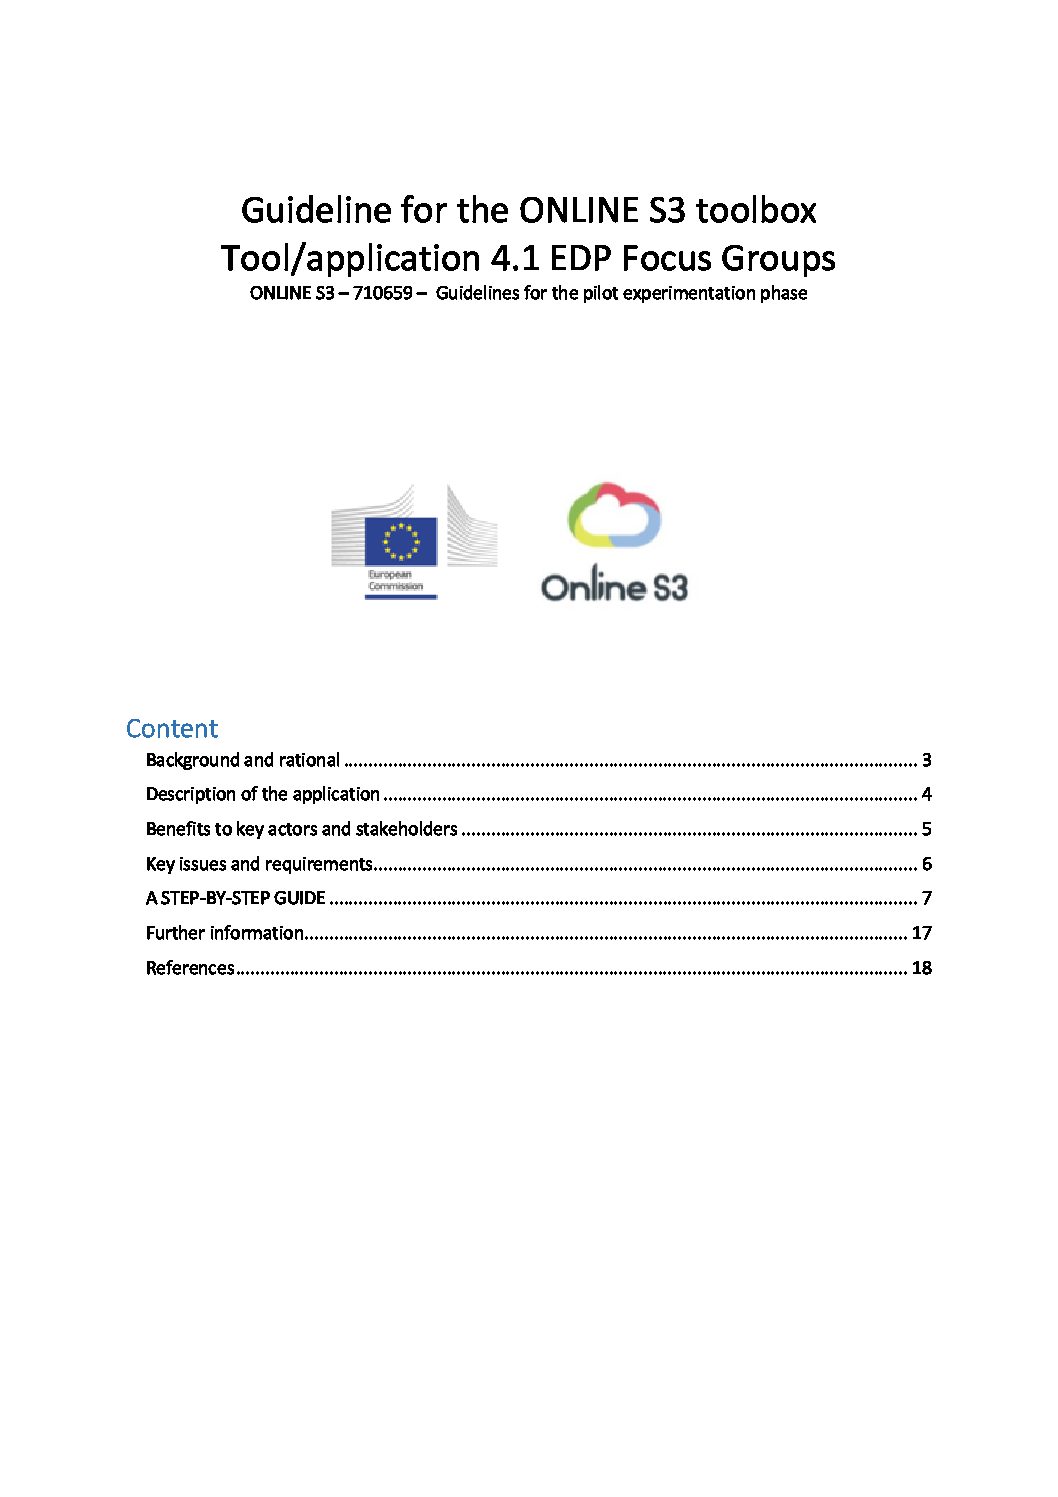 Guideline for the ONLINE S3 toolbox
Tool/application 4.1 EDP Focus Groups
ONLINE S3 – 710659 – Guidelines for the pilot experimentation phase
European
Commission
Online S3
Content
Background and rational ........ 3
Description of the application ........ 4
Benefits to key actors and stakeholders ........ 5
Key issues and requirements ........ 6
A STEP-BY-STEP GUIDE ........ 7
Further information ........ 17
References ........ 18